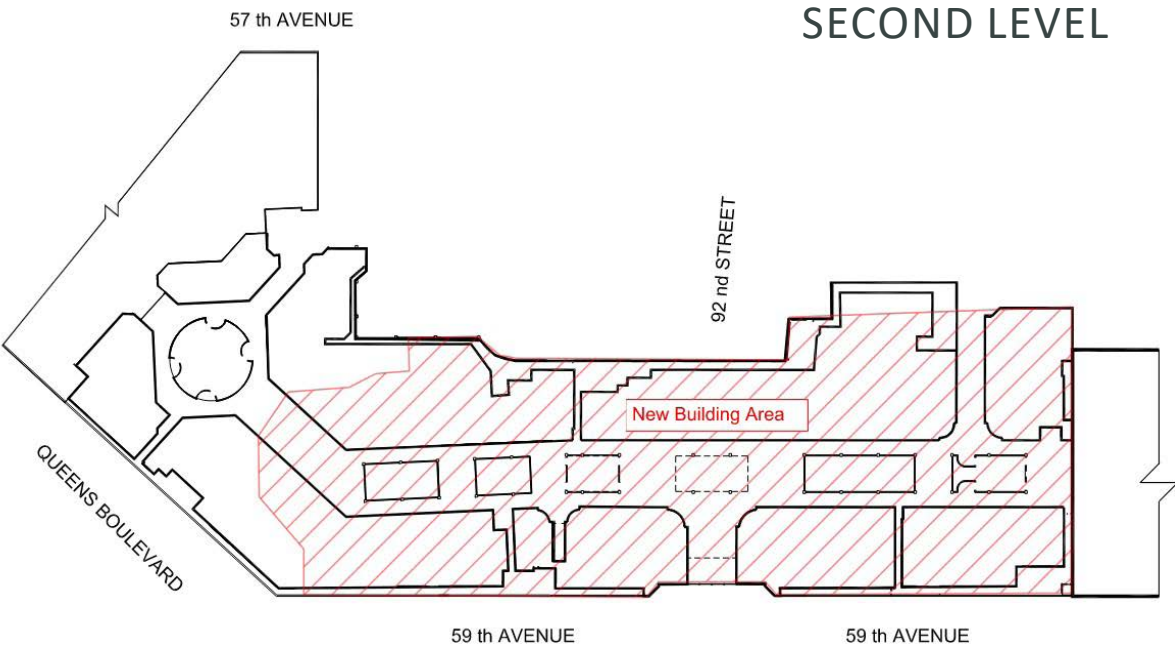 SECOND LEVEL
57 th AVENUE
92 nd STREET
New Building Area
QUEENS BOULEVARD
59 th AVENUE
59 th AVENUE